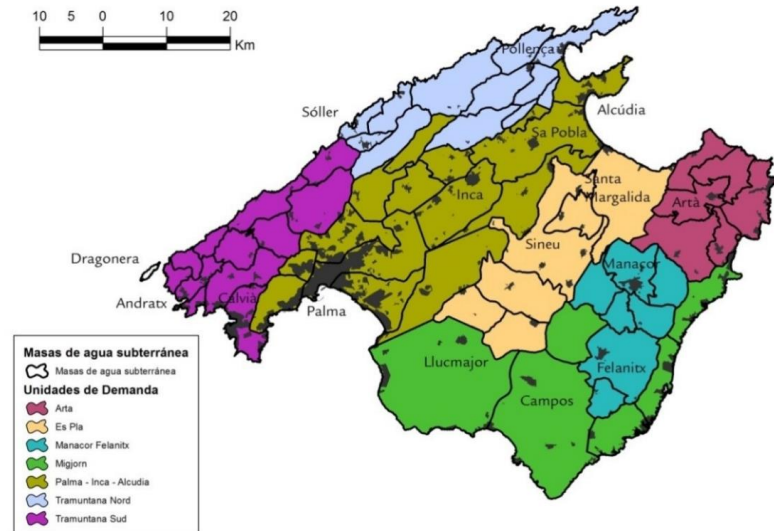 10 5 0 10 20
Km
Pollença
Sóller
Alcúdia
Sa Pobla
Inca
Santa
Margalida
Artà
Sineu
Dragonera
Manacor
Andratx
Calvià
Palma
Llucmajor
Felanitx
Campos
Masas de agua subterránea
Masas de agua subterránea
Unidades de Demanda
Arta
Es Pla
Manacor Felanitx
Migjorn
Palma - Inca - Alcudia
Tramuntana Nord
Tramuntana Sud